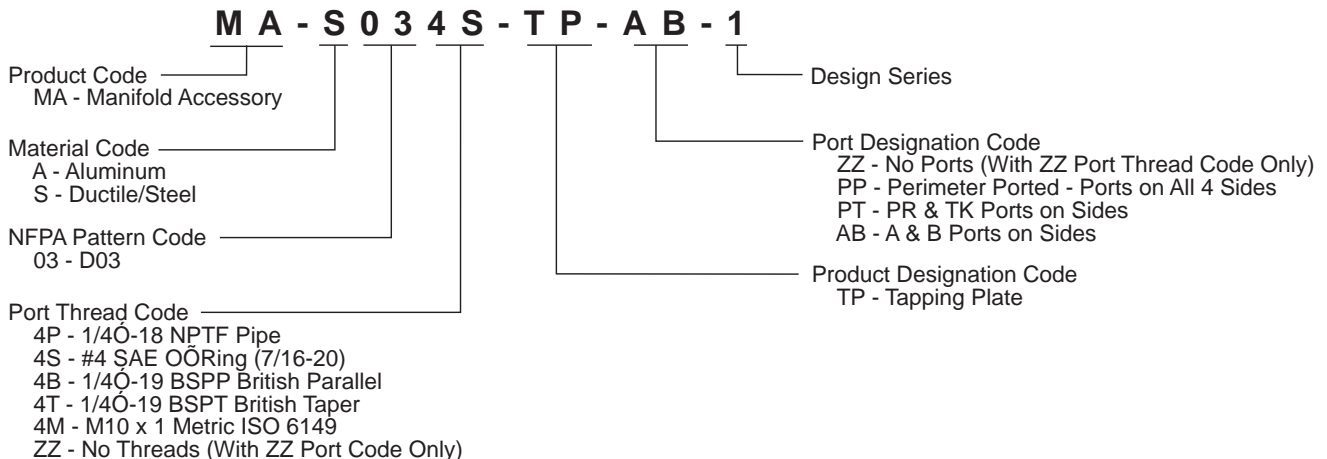 MA-S034S-TP-AB-1
Product Code
MA - Manifold Accessory
Material Code
A - Aluminum
S - Ductile/Steel
NFPA Pattern Code
03 - D03
Port Thread Code
4P - 1/4Ó-18 NPTF Pipe
4S - #4 SAE OÕRing (7/16-20)
4B - 1/4Ó-19 BSPP British Parallel
4T - 1/4Ó-19 BSPT British Taper
4M - M10 x 1 Metric ISO 6149
ZZ - No Threads (With ZZ Port Code Only)
Design Series
Port Designation Code
ZZ - No Ports (With ZZ Port Thread Code Only)
PP - Perimeter Ported - Ports on All 4 Sides
PT - PR & TK Ports on Sides
AB - A & B Ports on Sides
Product Designation Code
TP - Tapping Plate